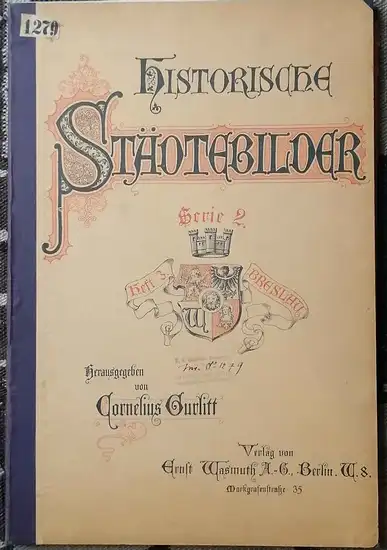 1279
HISTORISCHE
STÄDTEBILDER
Serie 2
Heft 3. BRESLAU
Herausgegeben
von
Cornelius Gurlitt
Verlag von
Ernst Wasmuth A.-G., Berlin. W. 8.
Markgrafenstraße 35